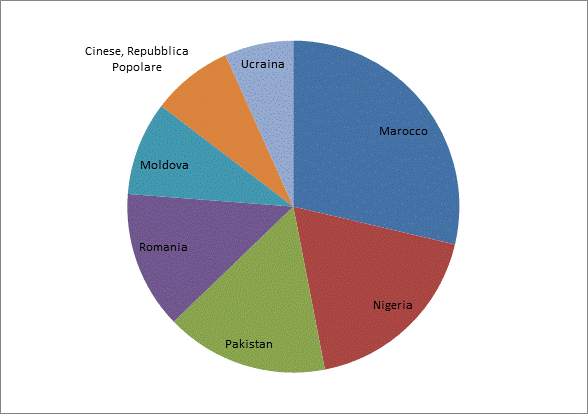 Cinese, Repubblica
Popolare
Ucraina
Marocco
Moldova
Romania
Nigeria
Pakistan